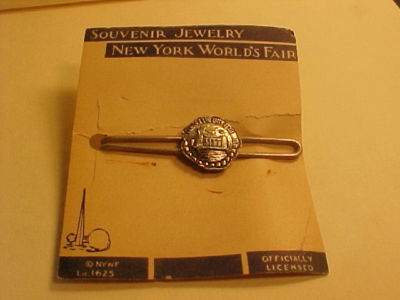 Souvenir Jewelry
New York World's Fair
© NYWF
Lic. 1625
Officially
Licensed